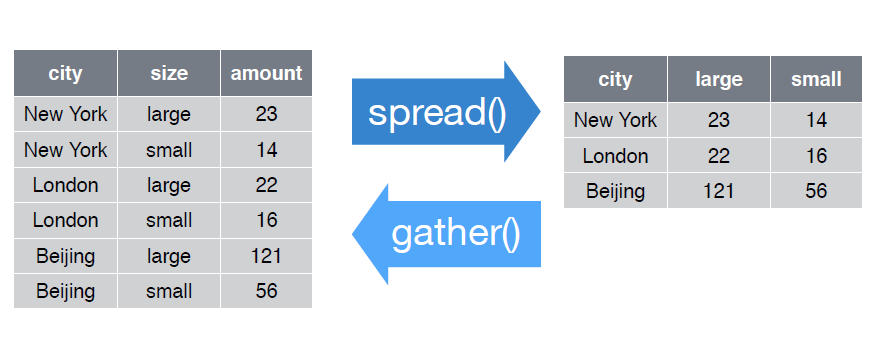 city size amount
New York large 23
New York small 14
London large 22
London small 16
Beijing large 121
Beijing small 56
spread()
gather()
city large small
New York 23 14
London 22 16
Beijing 121 56